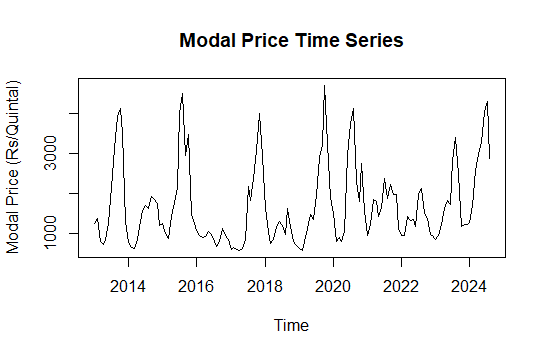 Modal Price Time Series
Modal Price (Rs/Quintal)
3000
1000
2014 2016 2018 2020 2022 2024
Time